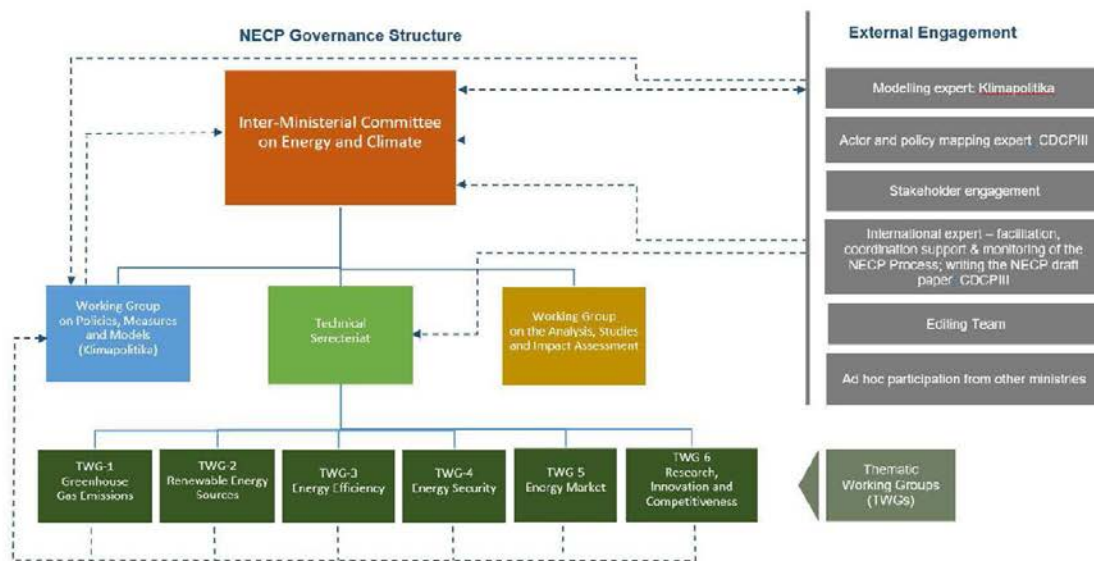 NECP Governance Structure
External Engagement
Inter-Ministerial Committee
on Energy and Climate
Modelling expert: Klimapolitika
Actor and policy mapping expert: CDCPIII
Stakeholder engagement
International expert – facilitation,
coordination support & monitoring of the
NECP Process; writing the NECP draft
paper: CDCPIII
Editing Team
Ad hoc participation from other ministries
Working Group
on Policies, Measures
and Models
(Klimapolitika)
Technical
Serecteriat
Working Group
on the Analysis, Studies
and Impact Assessment
TWG-1
Greenhouse
Gas Emissions
TWG-2
Renewable Energy
Sources
TWG-3
Energy Efficiency
TWG-4
Energy Security
TWG 5
Energy Market
TWG 6
Research,
Innovation and
Competitiveness
Thematic
Working Groups
(TWGs)